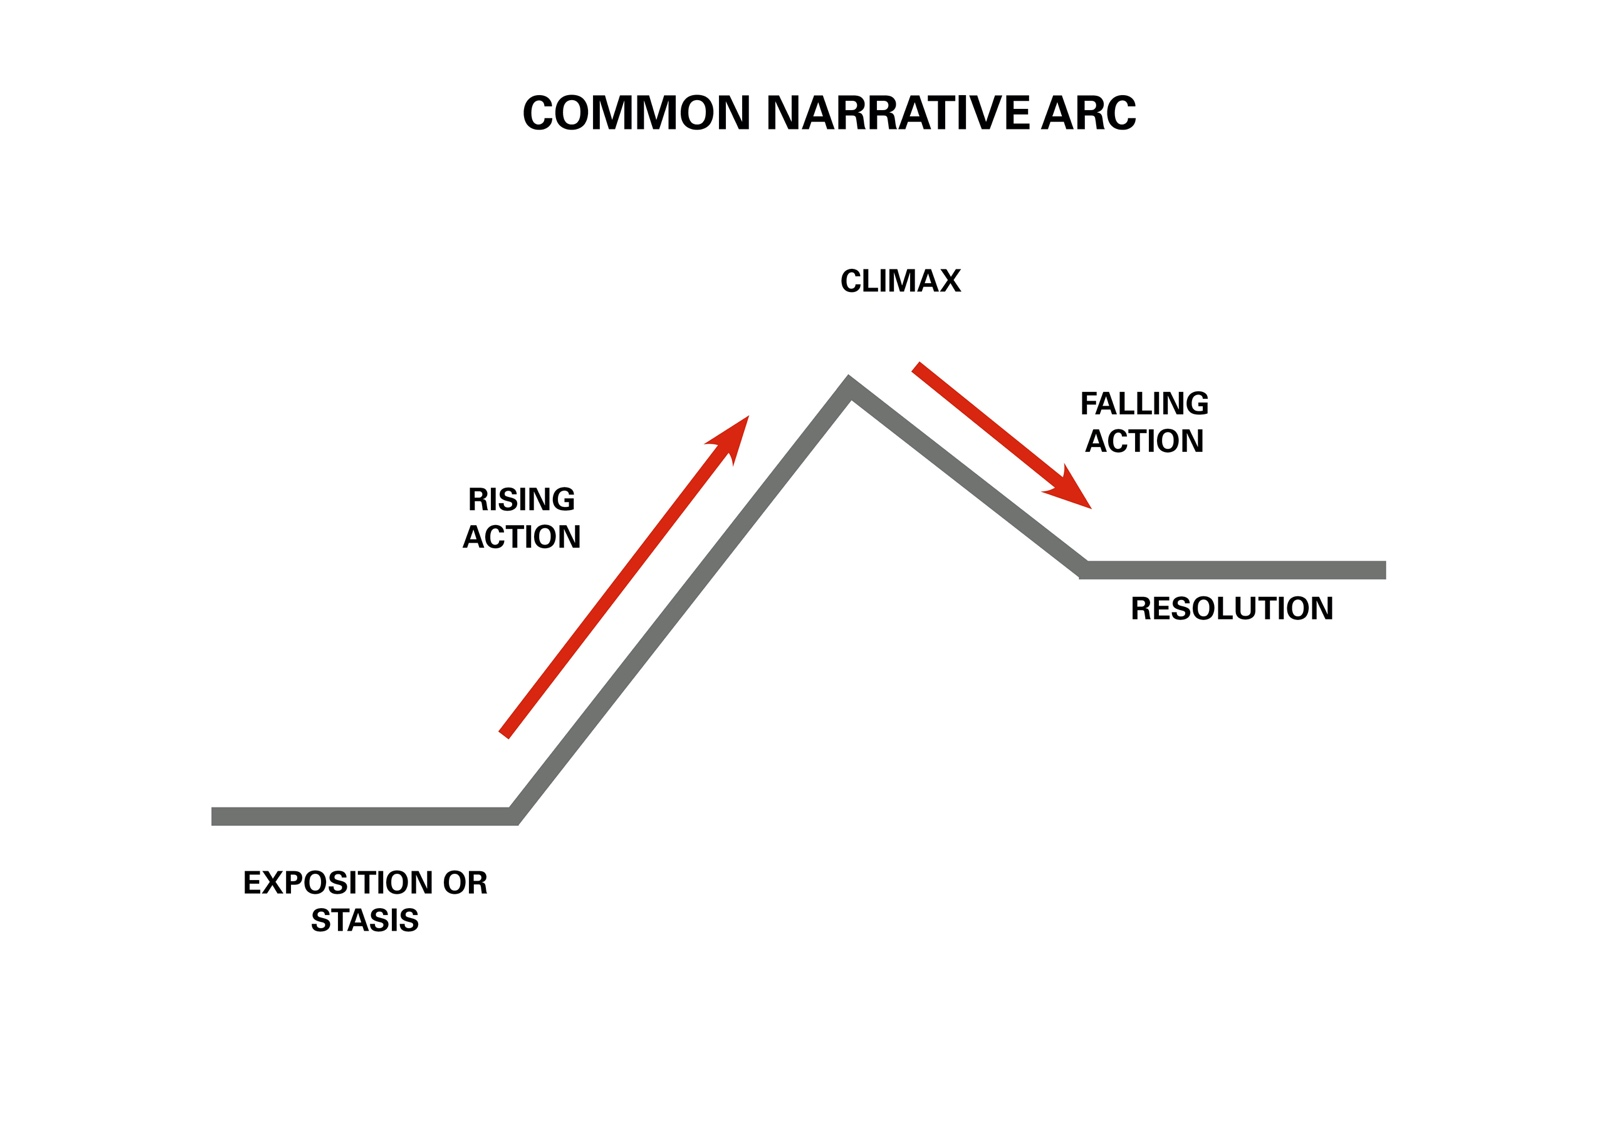 COMMON NARRATIVE ARC
CLIMAX
FALLING
ACTION
RISING
ACTION
RESOLUTION
EXPOSITION OR
STASIS